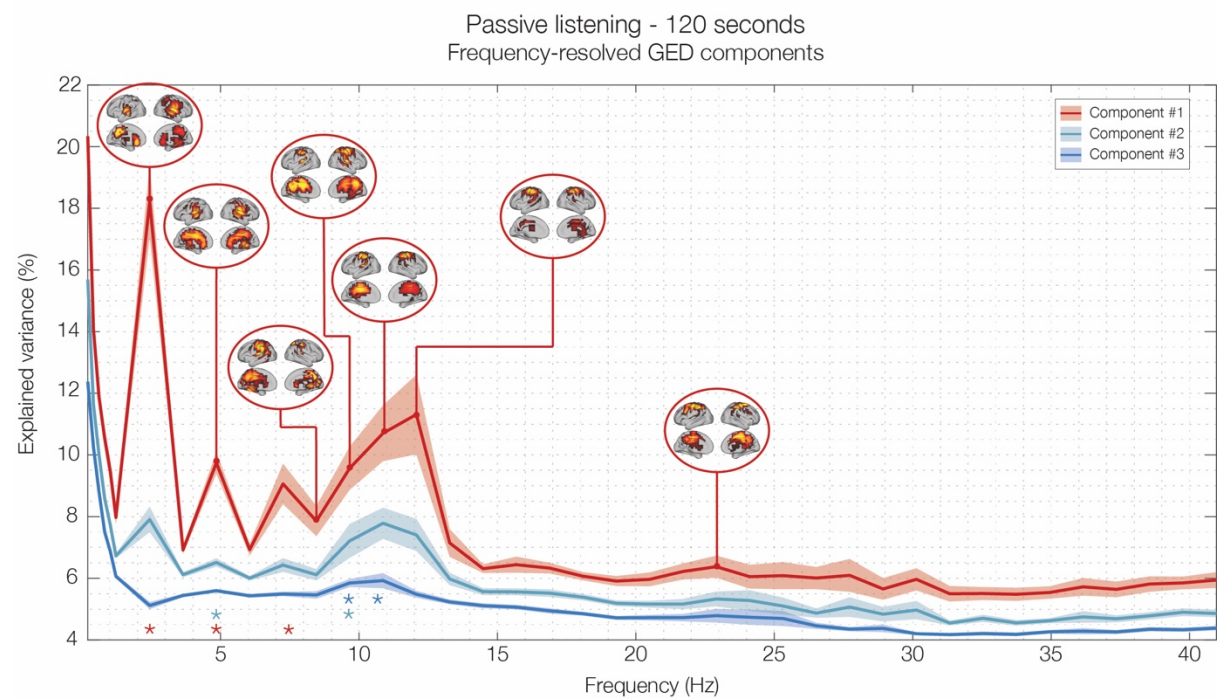 Passive listening - 120 seconds
Frequency-resolved GED components
22
20
18
16
14
12
10
8
6
4
Explained variance (%)
Component #1
Component #2
Component #3
* *
*
* * *
5 10 15 20 25 30 35 40
Frequency (Hz)